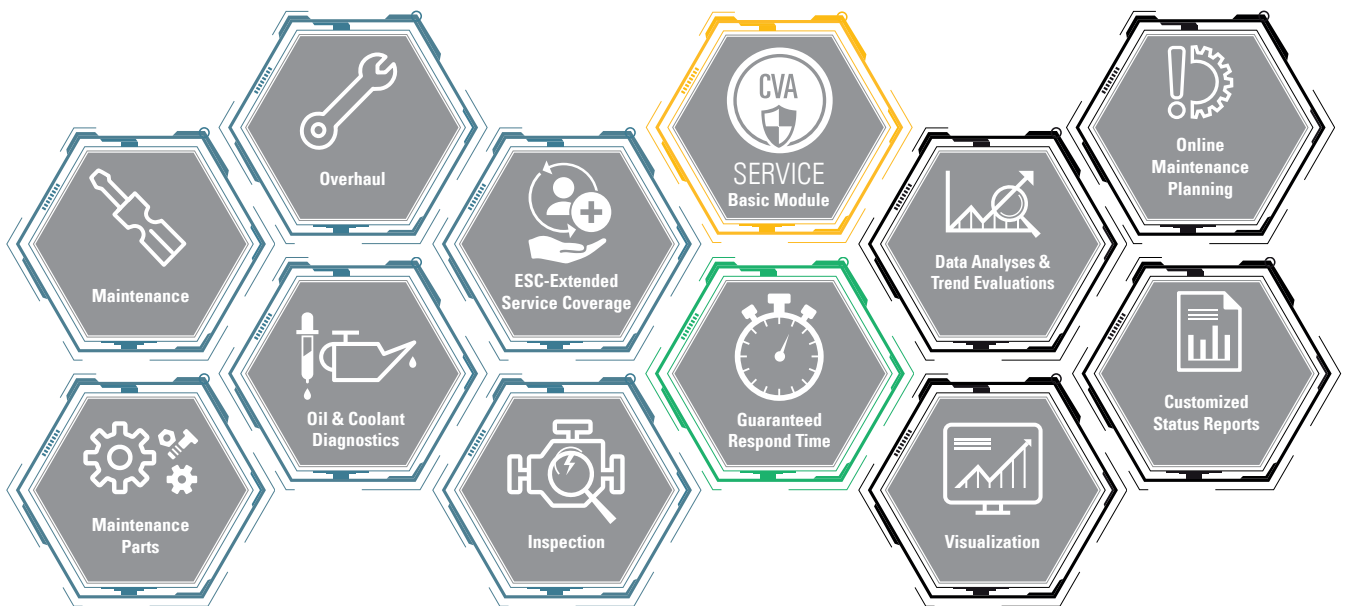 Overhaul
CVA
SERVICE
Basic Module
Online
Maintenance
Planning
Maintenance
ESC-Extended
Service Coverage
Data Analyses &
Trend Evaluations
Oil & Coolant
Diagnostics
Guaranteed
Respond Time
Customized
Status Reports
Maintenance
Parts
Inspection
Visualization